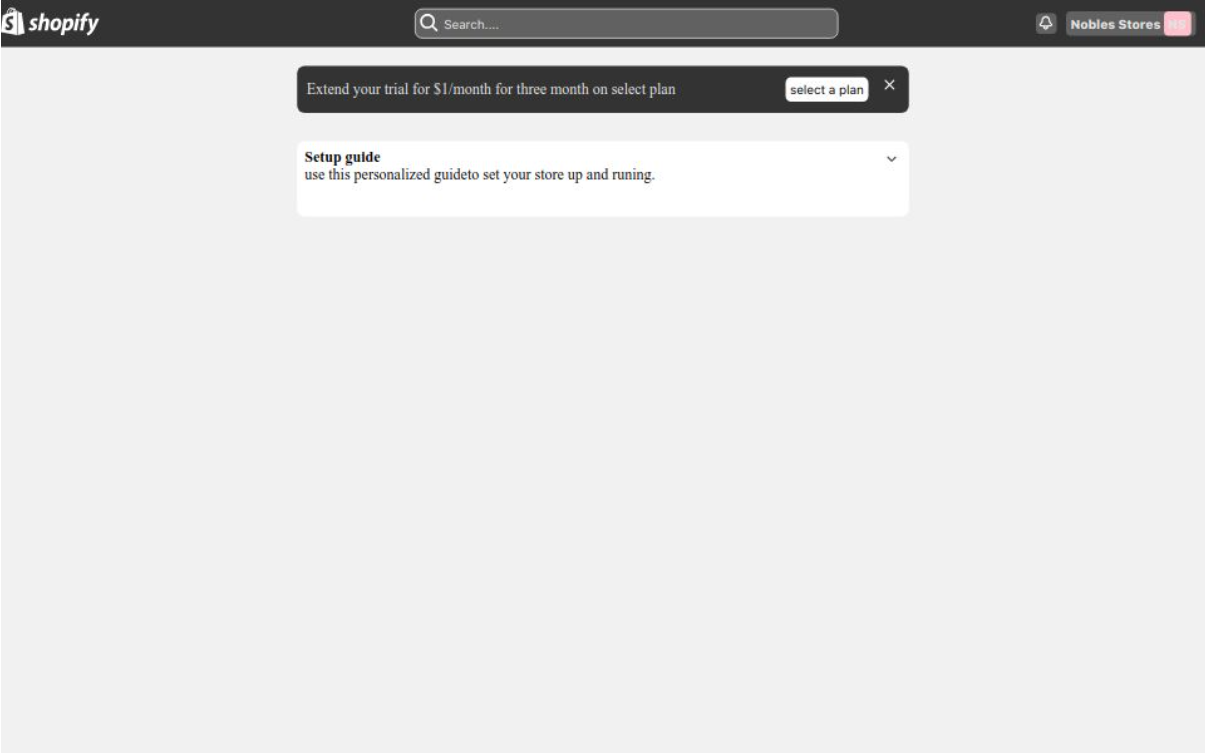 shopify
Search....
Nobles Stores NS
Extend your trial for $1/month for three month on select plan
select a plan
Setup guide
use this personalized guideto set your store up and runing.